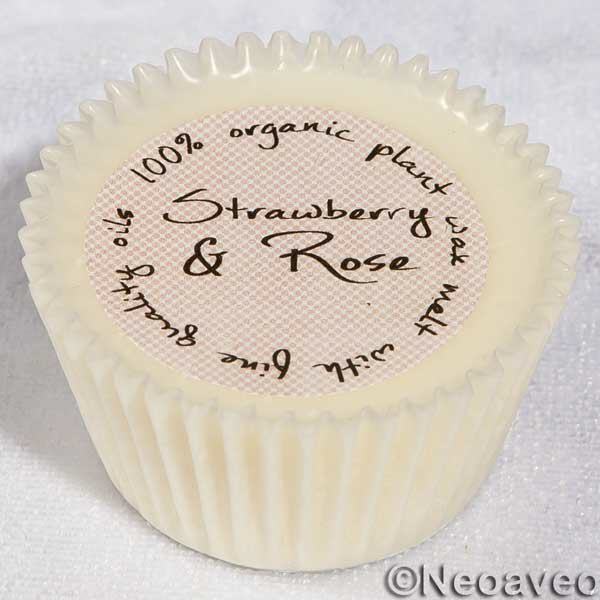 100% organic plant wax melt with fine quality oils
Strawberry
& Rose
©Neoaveo